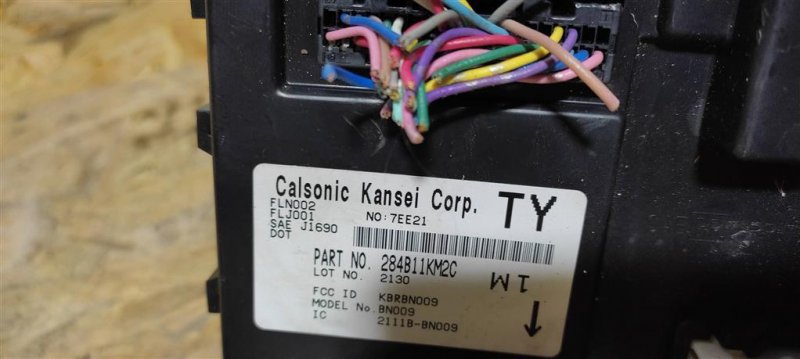 Calsonic Kansei Corp. TY
FLN002
FLJ001 NO:7EE21
SAE J1690
DOT
PART NO. 284B11KM2C
LOT NO. 2130
1M
FCC ID KBRBN009
MODEL No. BN009
IC 2111B-BN009